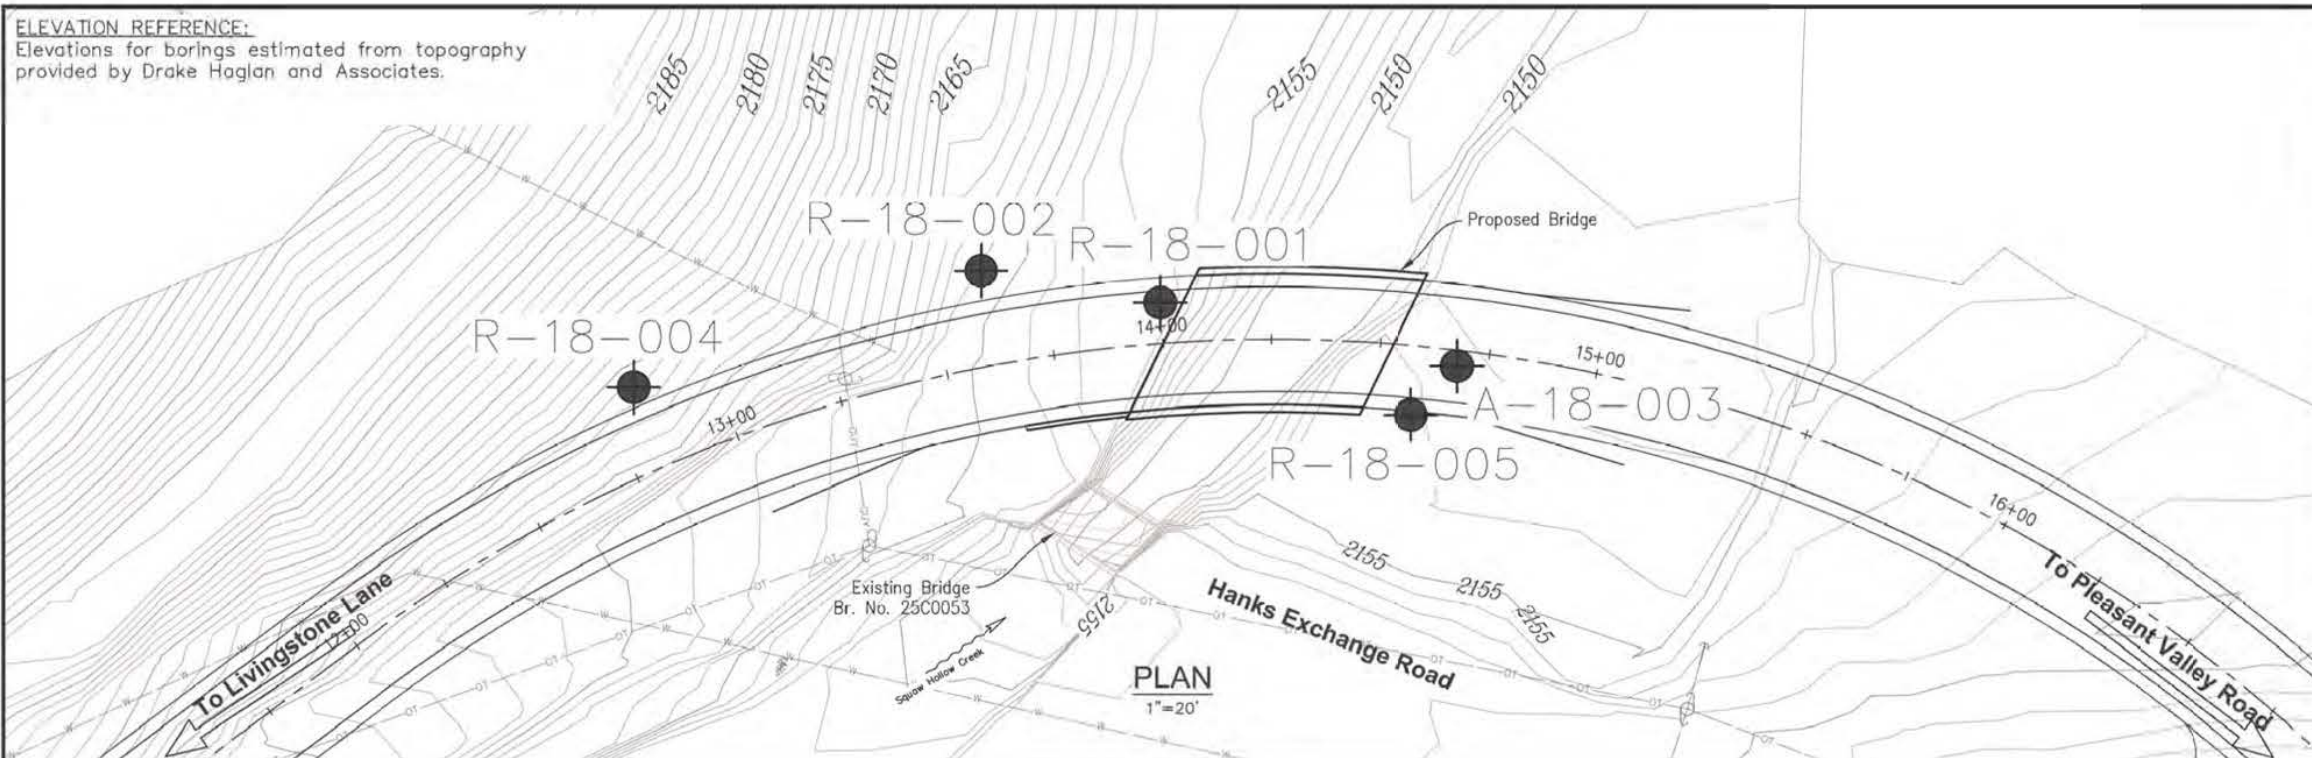 ELEVATION REFERENCE:
Elevations for borings estimated from topography
provided by Drake Haglan and Associates.
2185
2180
2175
2170
2165
2155
2150
2150
R-18-002
R-18-001
Proposed Bridge
R-18-004
14+00
15+00
13+00
A-18-003
R-18-005
16+00
2155
2155
2155
Existing Bridge
Br. No. 25C0053
2155
Hanks Exchange Road
To Livingstone Lane
12+00
Squaw Hollow Creek
To Pleasant Valley Road
PLAN
1"=20'